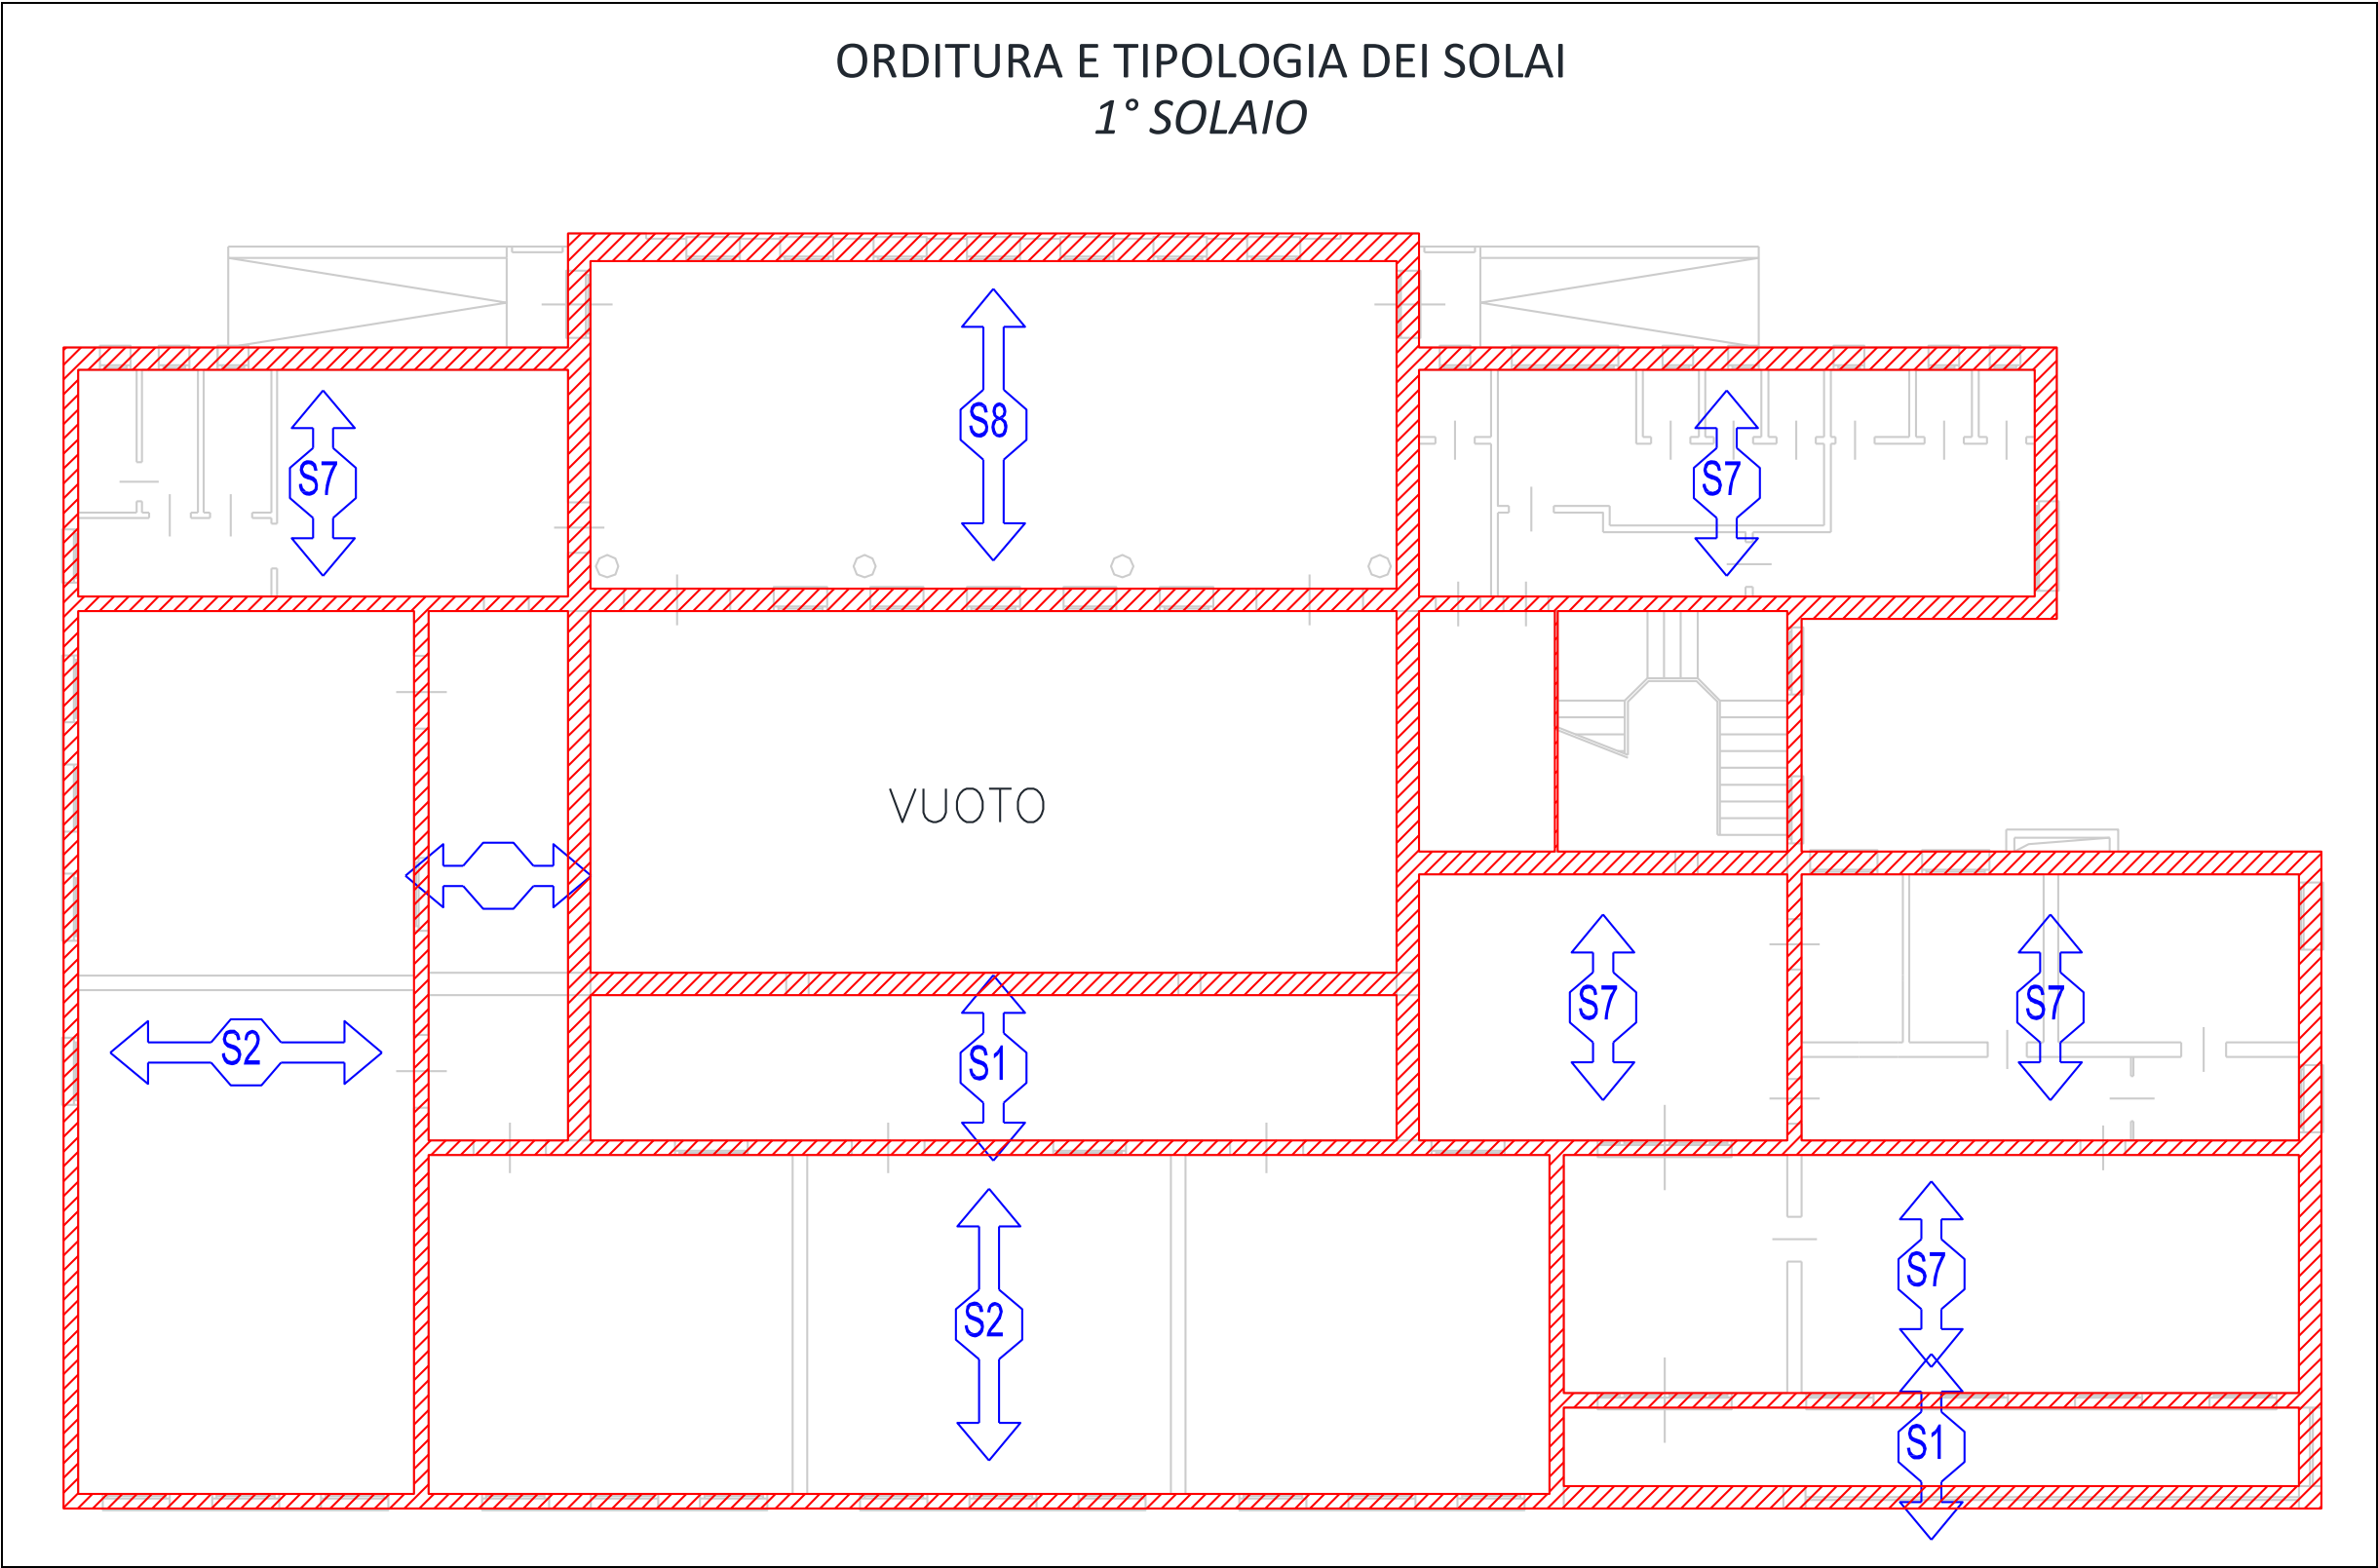 ORDITURA E TIPOLOGIA DEI SOLAI
1° SOLAIO
S8
S7
S7
VUOTO
S7
S7
S2
S1
S7
S2
S1